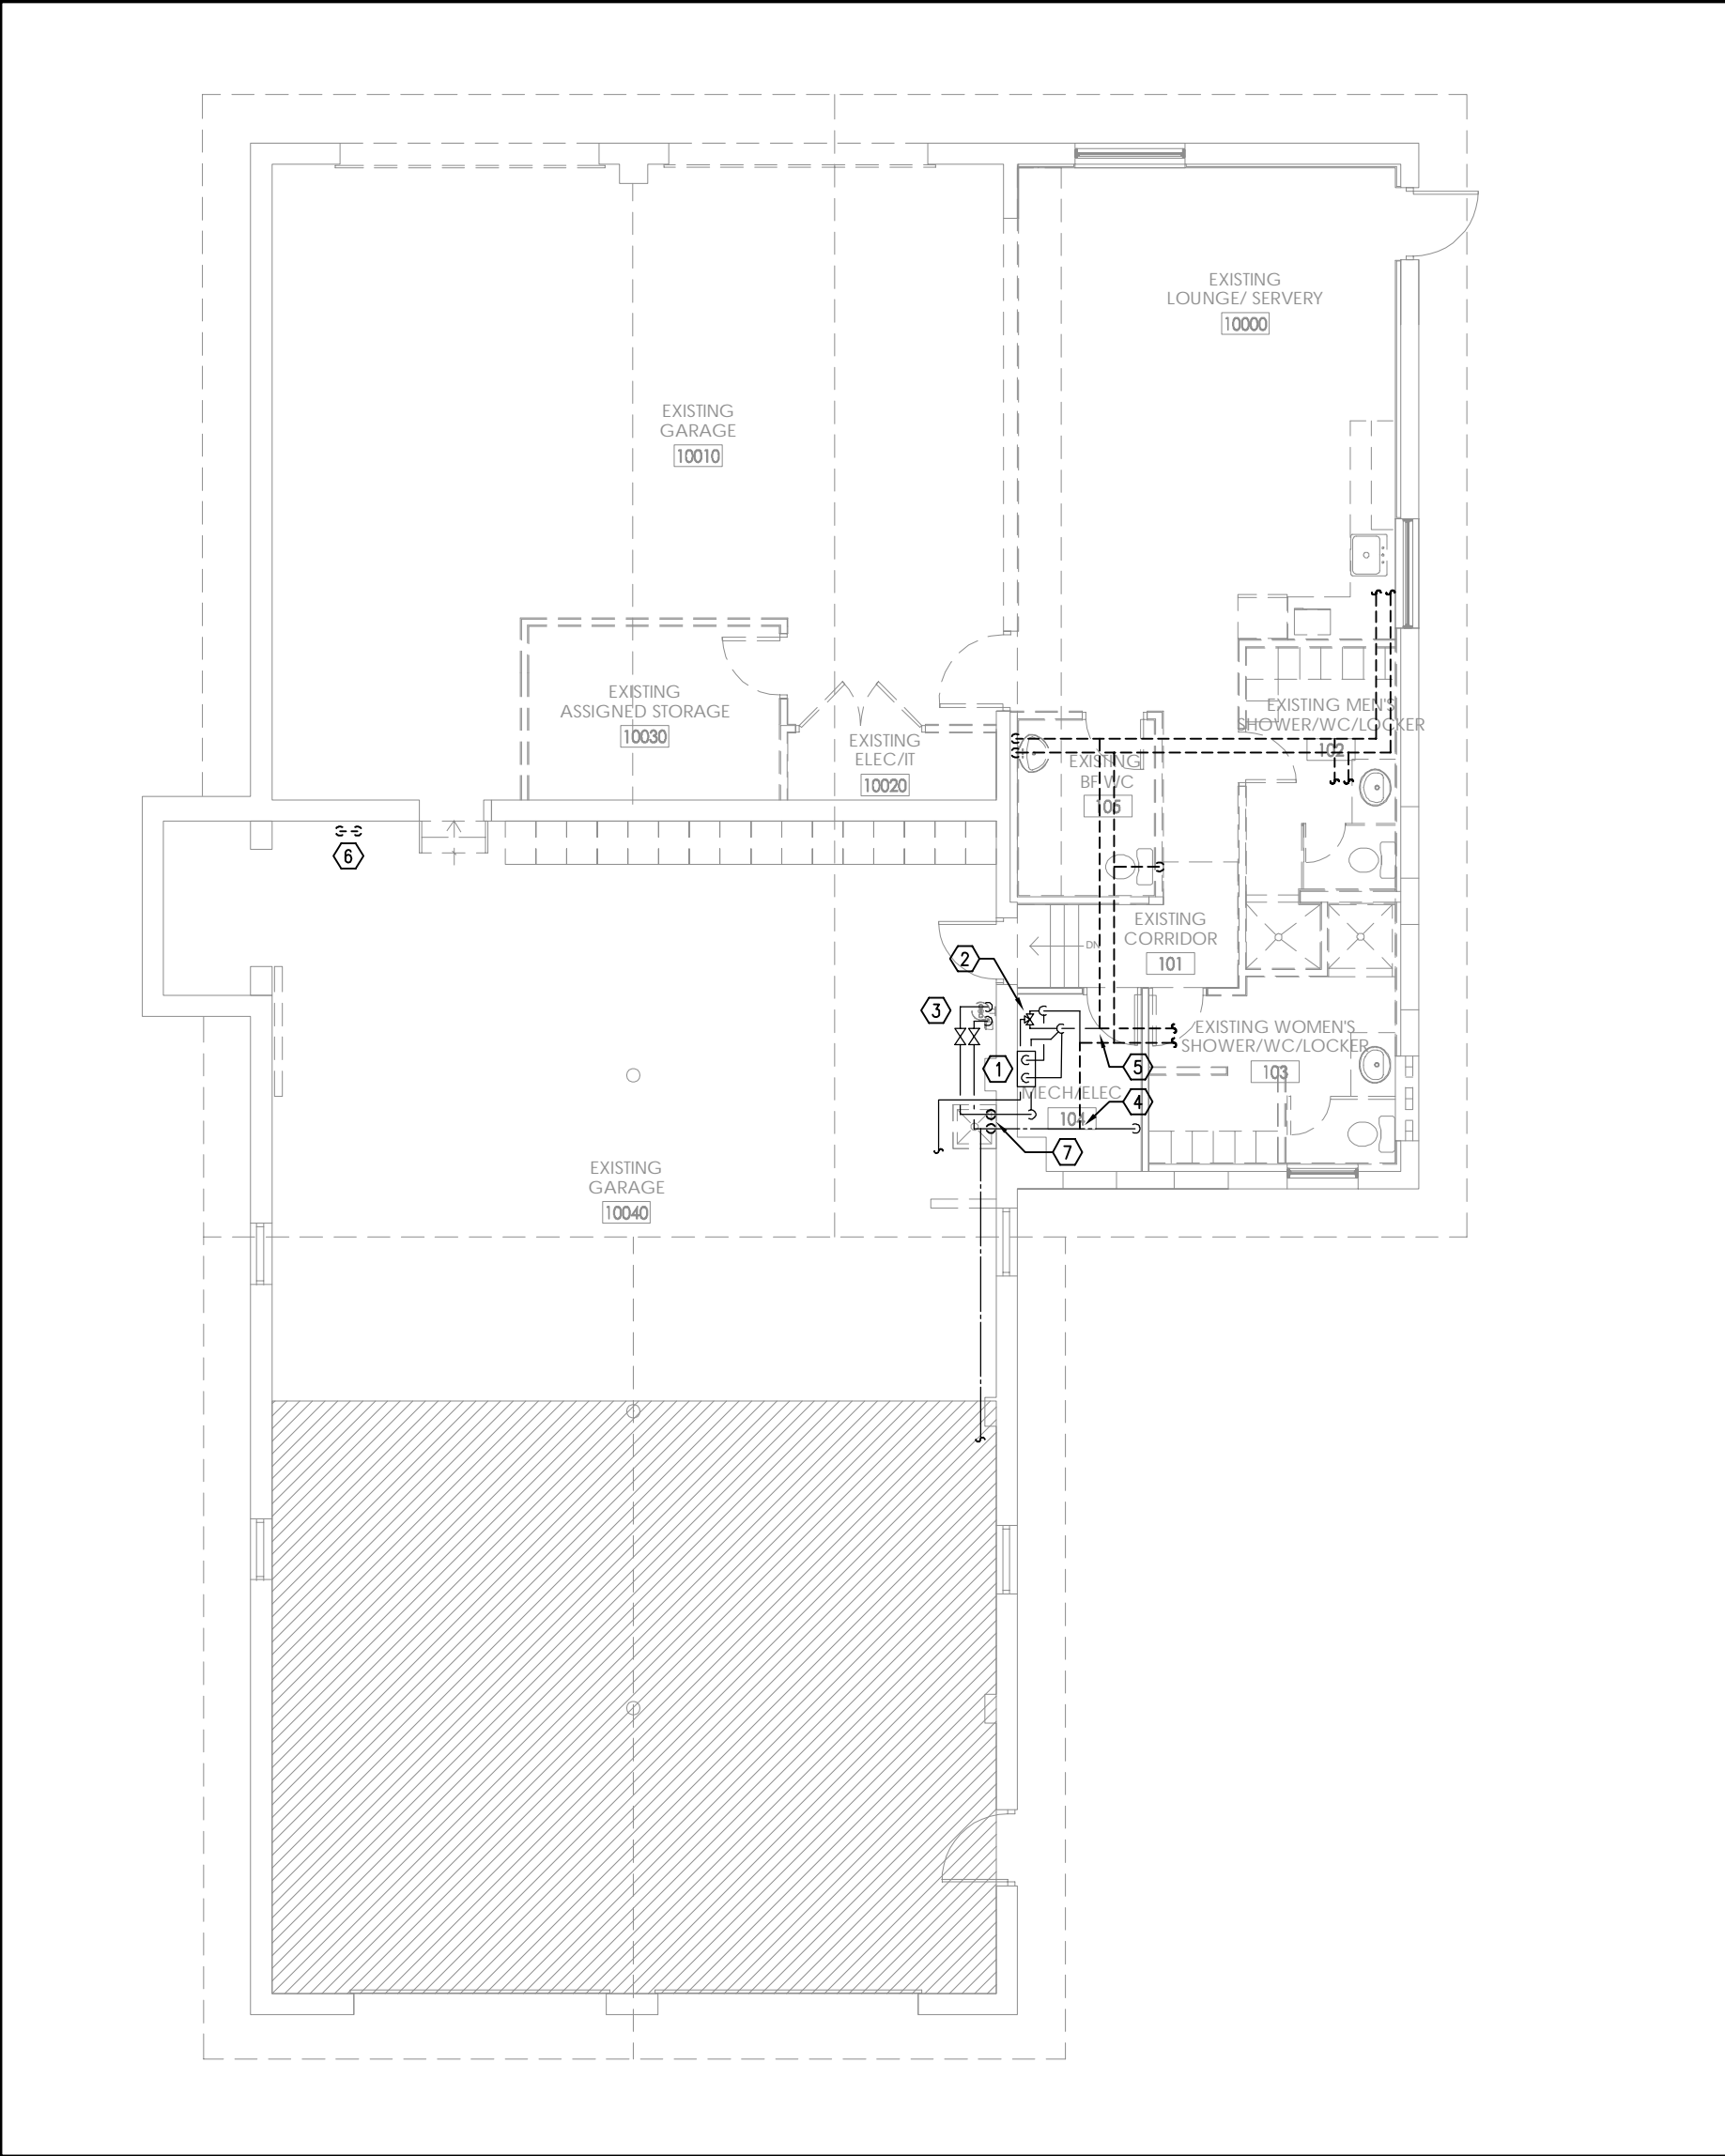 EXISTING
LOUNGE/ SERVERY
10000
EXISTING
GARAGE
10010
EXISTING
ASSIGNED STORAGE
10030
EXISTING
ELEC/IT
10020
EXISTING MEN'S
SHOWER/WC/LOCKER
102
EXISTING
BF WC
105
6
EXISTING
CORRIDOR
101
DN
2
3
EXISTING WOMEN'S
SHOWER/WC/LOCKER
103
1
5
MECH/ELEC
104
4
7
EXISTING
GARAGE
10040